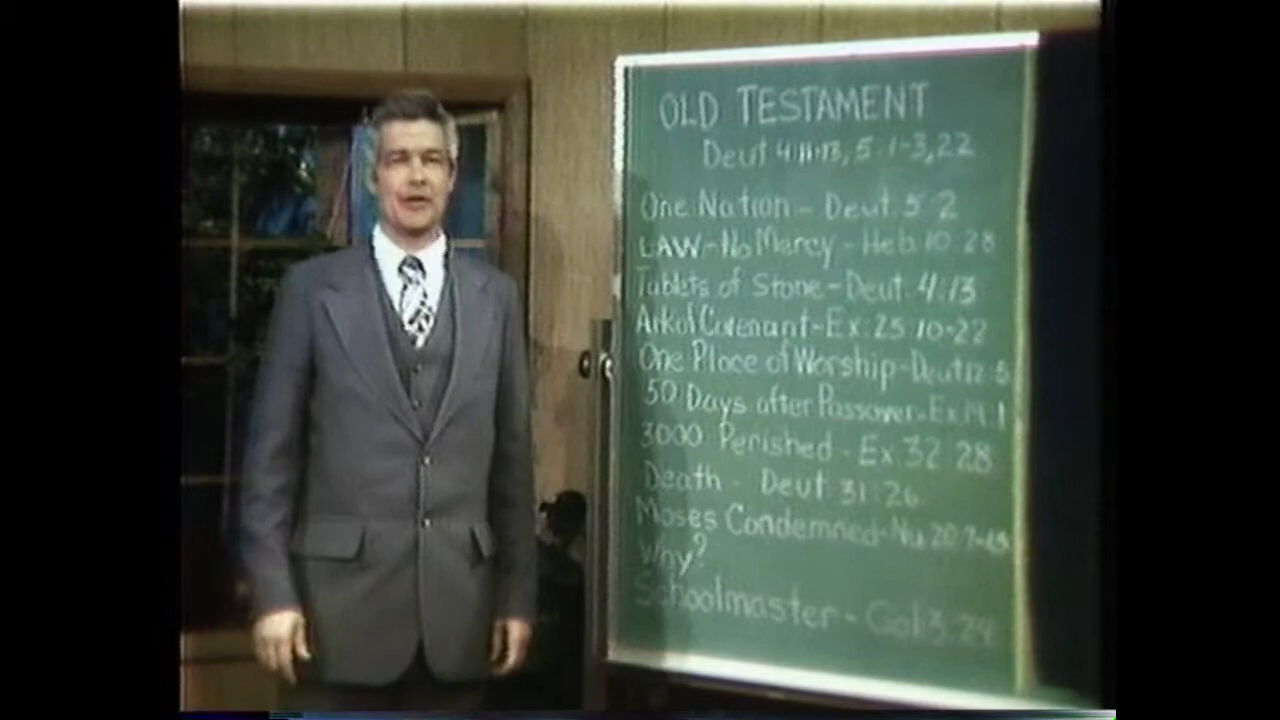 OLD TESTAMENT
Deut 4:11-13, 5:1-3,22
One Nation - Deut. 5:2
LAW - No Mercy - Heb. 10:28
Tablets of Stone - Deut. 4:13
Ark of Covenant - Ex. 25:10-22
One Place of Worship - Deut 12:5
50 Days after Passover - Ex 19:1
3000 Perished - Ex 32:28
Death - Deut 31:26
Moses Condemned - Nu 20:7-13
Why?
Schoolmaster - Gal 3:24